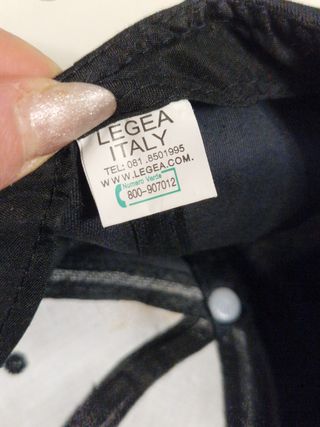 LEGEA
ITALY
TEL: 081.8501995
WWW.LEGEA.COM.
Numero Verde
800-907012